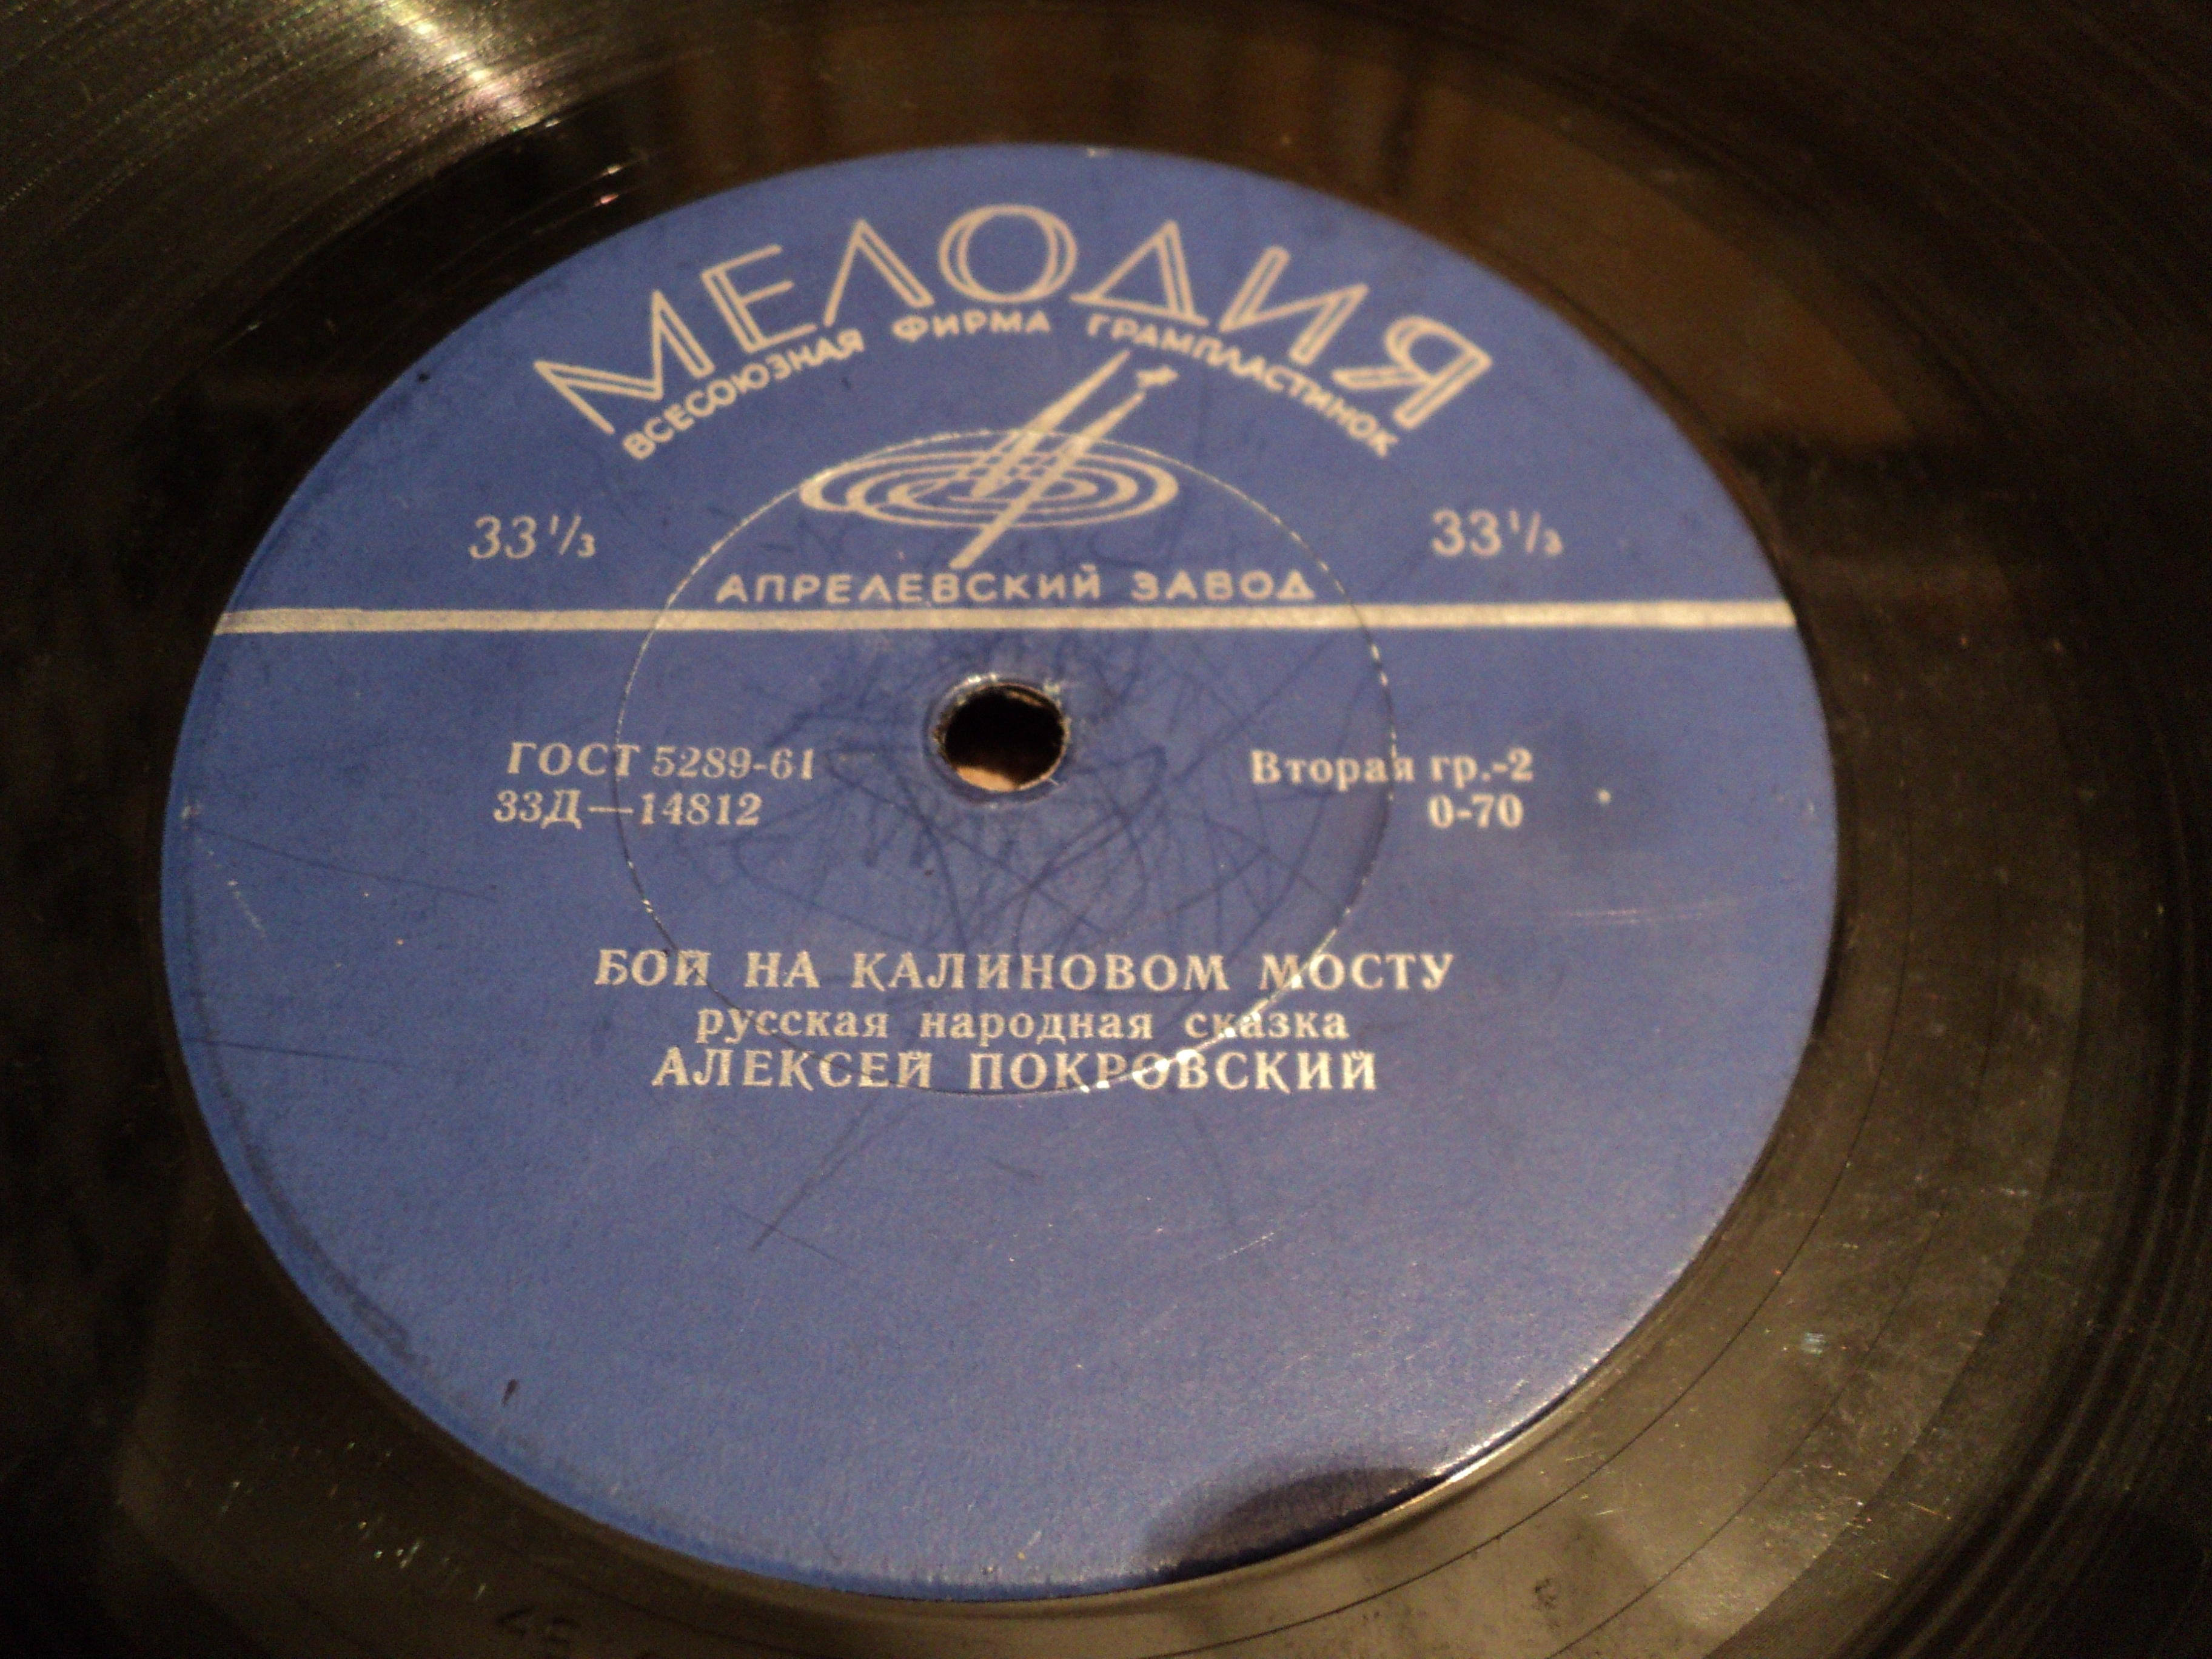 МЕЛОДИЯ
ВСЕСОЮЗНАЯ ФИРМА ГРАМПЛАСТИНОК
33⅓ 33⅓
АПРЕЛЕВСКИЙ ЗАВОД
ГОСТ 5289-61 Вторая гр.-2
33Д—14812 0-70
БОЙ НА КАЛИНОВОМ МОСТУ
русская народная сказка
АЛЕКСЕЙ ПОКРОВСКИЙ